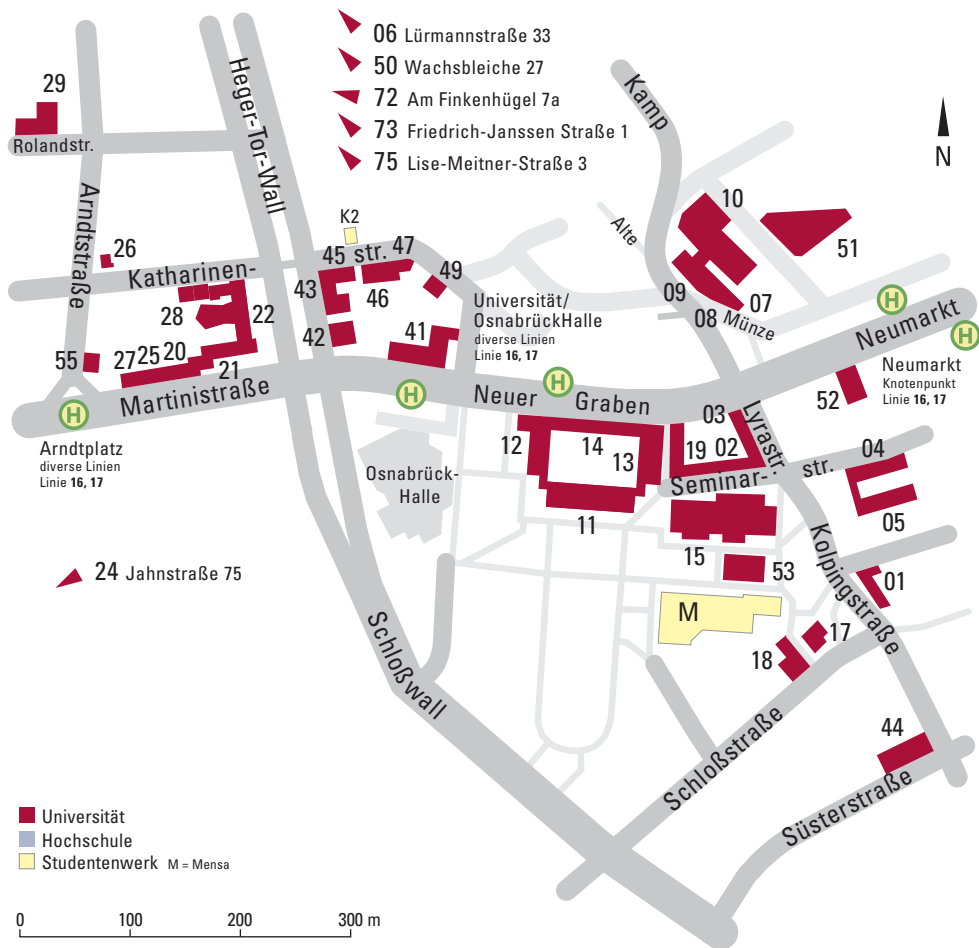 06 Lürmannstraße 33
50 Wachsbleiche 27
72 Am Finkenhügel 7a
73 Friedrich-Janssen Straße 1
75 Lise-Meitner-Straße 3
29
Rolandstr.
Arndtstraße
Heger-Tor-Wall
Kamp
N
10
51
Alte
K2
26
Katharinen-
45
str.
47
49
43
46
28
22
42
41
Universität/
OsnabrückHalle
diverse Linien
Linie 16, 17
09
07
08
Münze
H
Neumarkt
H
Neumarkt
Knotenpunkt
Linie 16, 17
55
27
25
20
21
Martinistraße
H
Arndtplatz
diverse Linien
Linie 16, 17
H
Neuer
H
Graben
52
03
Lyrastr.
12
14
13
19
02
Seminar-
str.
04
Osnabrück-
Halle
11
15
05
53
01
Kolpingstraße
24 Jahnstraße 75
M
17
18
Schloßwall
44
Schloßstraße
Süsterstraße
Universität
Hochschule
Studentenwerk M = Mensa
0 100 200 300 m